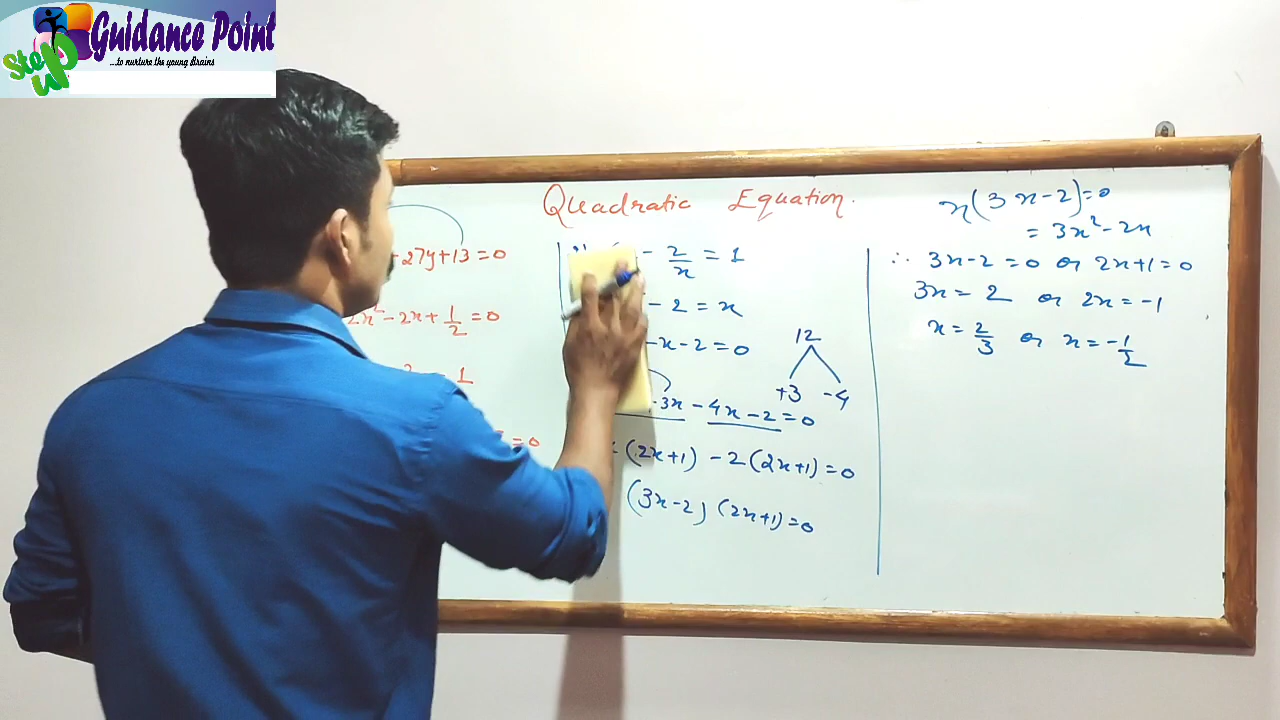 Step up
Guidance Point
...to nurture the young Brains
Quadratic Equation.
+27y+13=0
2x²-2x+1/2=0
1
=0
- 2/x = 1
- 2 = x
-x-2=0
12
+3 -4
3x - 4x - 2 = 0
(2x+1) - 2(2x+1)=0
(3x-2) (2x+1)=0
x(3x-2)=0
= 3x²-2x
∴ 3x-2=0 or 2x+1=0
3x = 2 or 2x = -1
x = 2/3 or x = -1/2